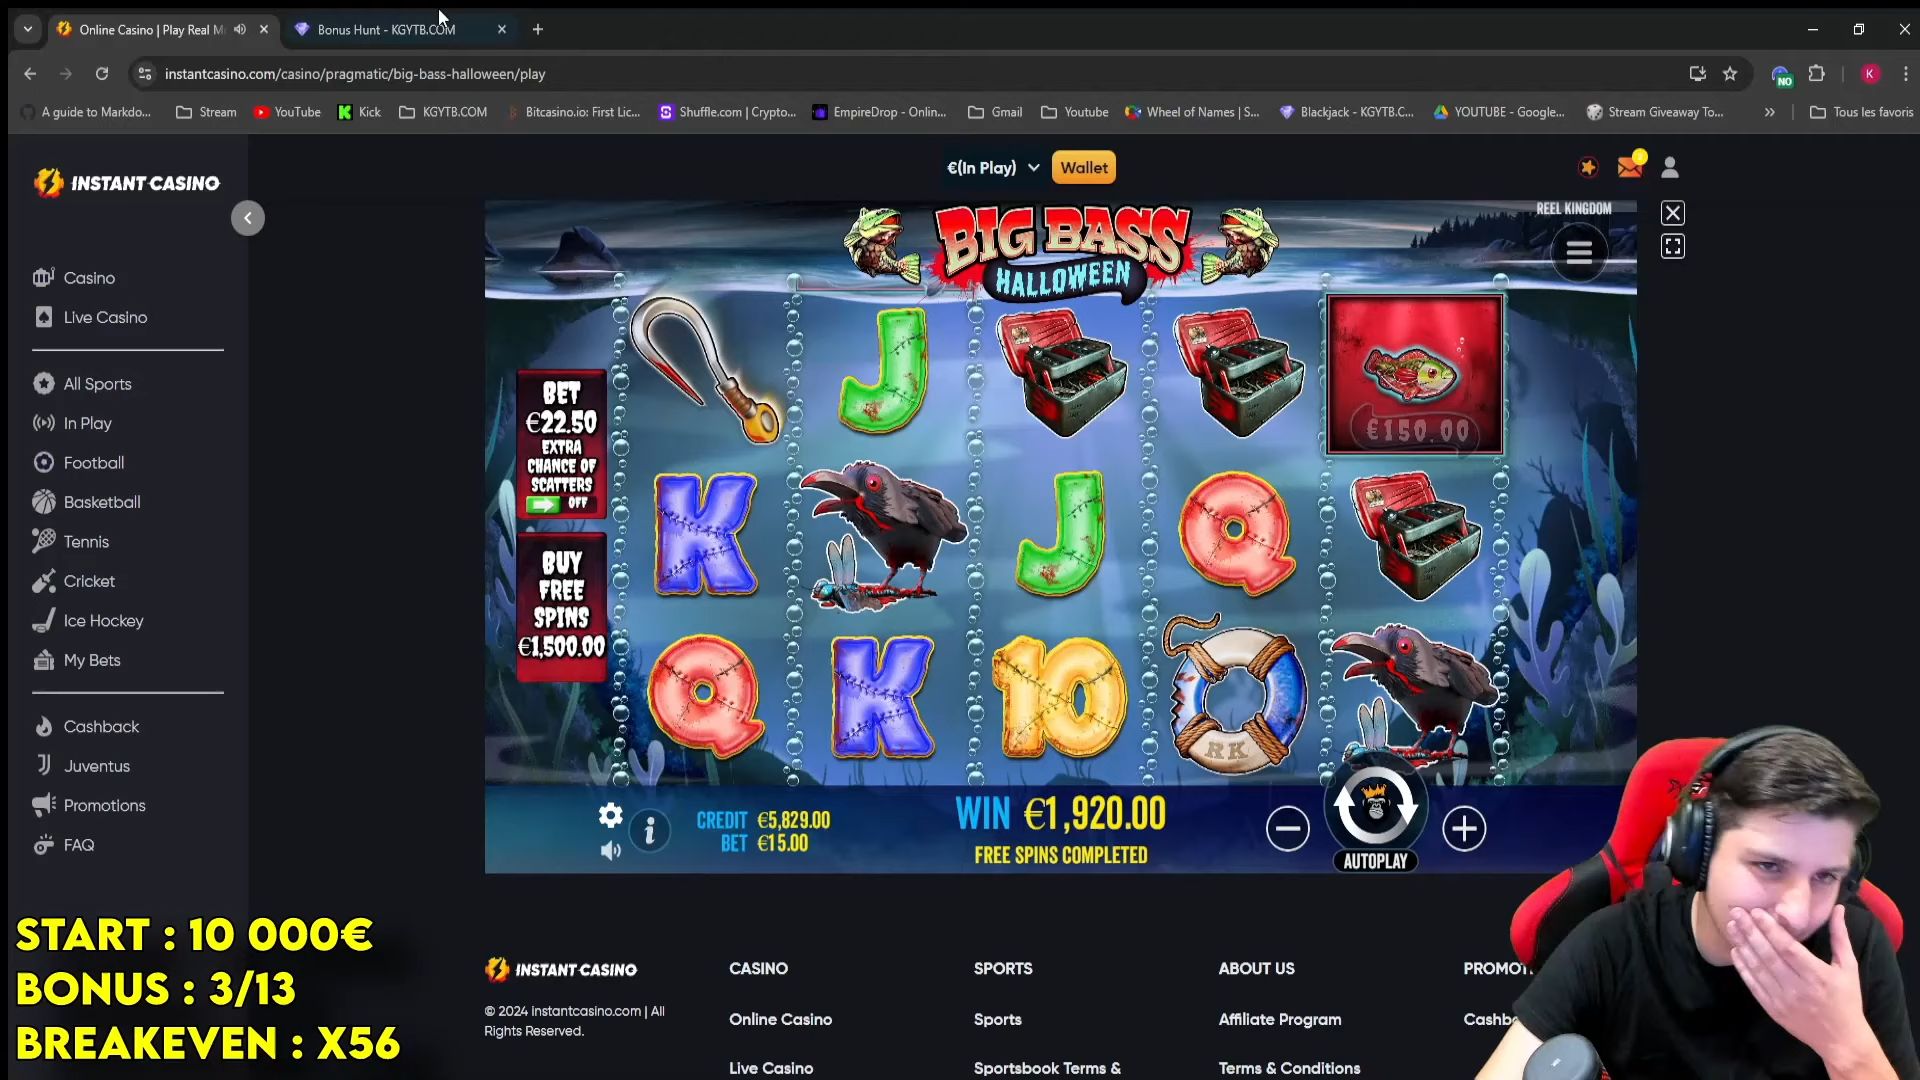 Online Casino | Play Real M
Bonus Hunt - KGYTB.COM
instantcasino.com/casino/pragmatic/big-bass-halloween/play
NO
K
A guide to Markdo...
Stream
YouTube
Kick
KGYTB.COM
Bitcasino.io: First Lic...
Shuffle.com | Crypto...
EmpireDrop - Onlin...
Gmail
Youtube
Wheel of Names | S...
Blackjack - KGYTB.C...
YOUTUBE - Google...
Stream Giveaway To...
Tous les favoris
INSTANT CASINO
€(In Play)
Wallet
Casino
Live Casino
All Sports
In Play
Football
Basketball
Tennis
Cricket
Ice Hockey
My Bets
Cashback
Juventus
Promotions
FAQ
REEL KINGDOM
BIG BASS
HALLOWEEN
BET
€22.50
EXTRA
CHANCE OF
SCATTERS
OFF
BUY
FREE
SPINS
€1,500.00
J
€150.00
K
J
Q
Q
K
10
RK
CREDIT €5,829.00
BET €15.00
WIN €1,920.00
FREE SPINS COMPLETED
AUTOPLAY
START : 10 000€
BONUS : 3/13
BREAKEVEN : X56
INSTANT CASINO
© 2024 instantcasino.com | All
Rights Reserved.
CASINO
Online Casino
Live Casino
SPORTS
Sports
Sportsbook Terms &
ABOUT US
Affiliate Program
Terms & Conditions
PROMOTI
Cashb